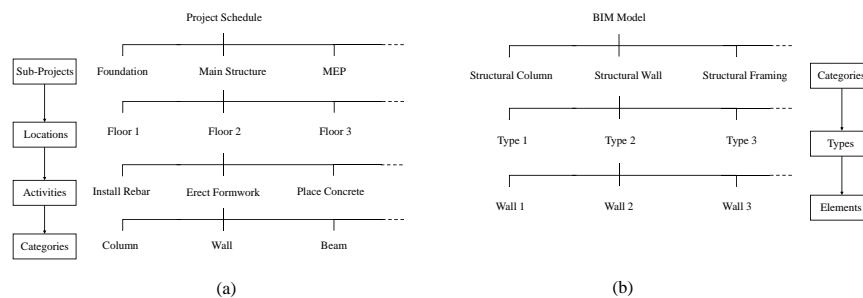 Project Schedule
Sub-Projects
Foundation
Main Structure
MEP
Locations
Floor 1
Floor 2
Floor 3
Activities
Install Rebar
Erect Formwork
Place Concrete
Categories
Column
Wall
Beam
(a)
BIM Model
Structural Column
Structural Wall
Structural Framing
Categories
Type 1
Type 2
Type 3
Types
Wall 1
Wall 2
Wall 3
Elements
(b)